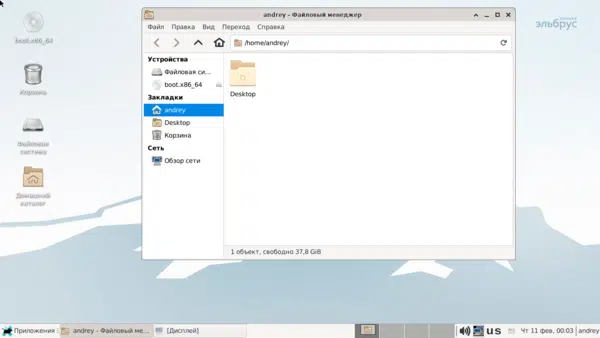 andrey - Файловый менеджер
эльбрус
Файл Правка Вид Переход Справка
/home/andrey/
boot.x86_64
Корзина
Файловая система
Домашний каталог
Устройства
Файловая си...
boot.x86_64
Закладки
andrey
Desktop
Корзина
Сеть
Обзор сети
Desktop
1 объект, свободно 37,8 GiB
Приложения
andrey - Файловый ме...
[Дисплей]
us
Чт 11 фев, 00:03
andrey